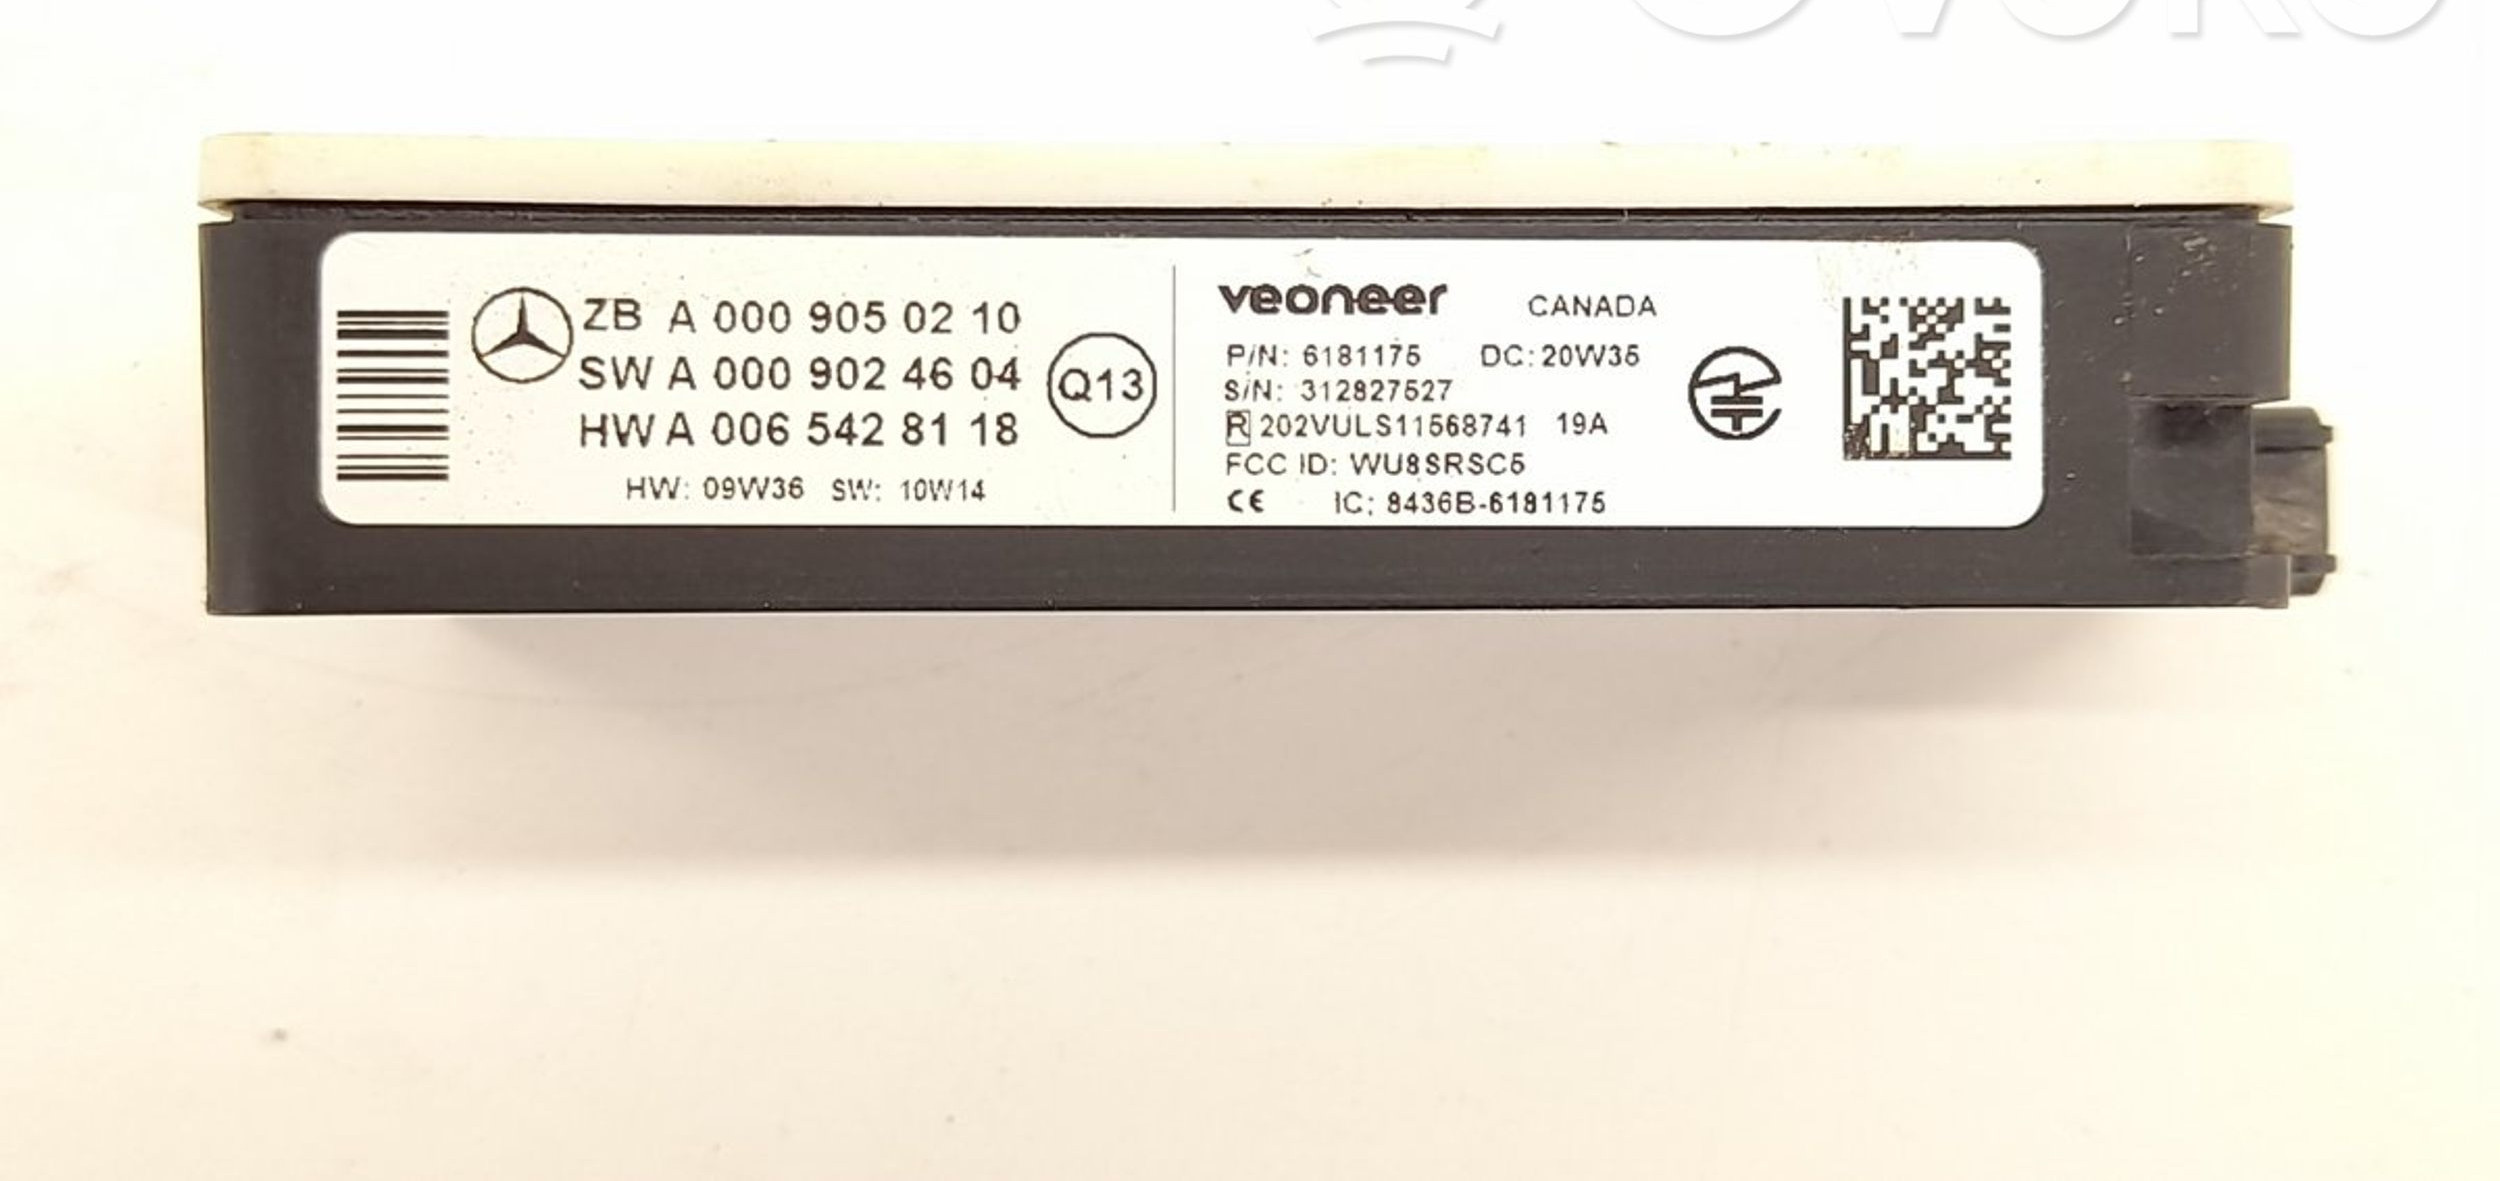 OVOKO
ZB A 000 905 02 10
SW A 000 902 46 04
HW A 006 542 81 18
HW: 09W36 SW: 10W14
Q13
veoneer CANADA
P/N: 6181175 DC:20W35
S/N: 312827527
R 202VULS11568741 19A
FCC ID: WU8SRSC5
CE IC: 8436B-6181175